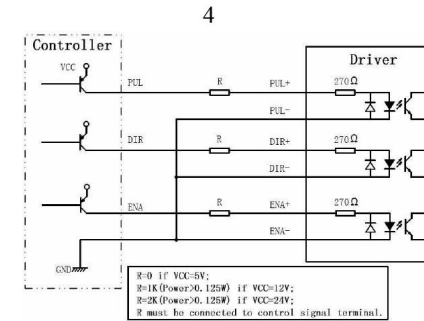 4
Controller
Driver
VCC
PUL R PUL+ 270Ω
PUL-
DIR R DIR+ 270Ω
DIR-
ENA R ENA+ 270Ω
ENA-
GND
R=0 if VCC=5V;
R=1K(Power>0.125W) if VCC=12V;
R=2K(Power>0.125W) if VCC=24V;
R must be connected to control signal terminal.